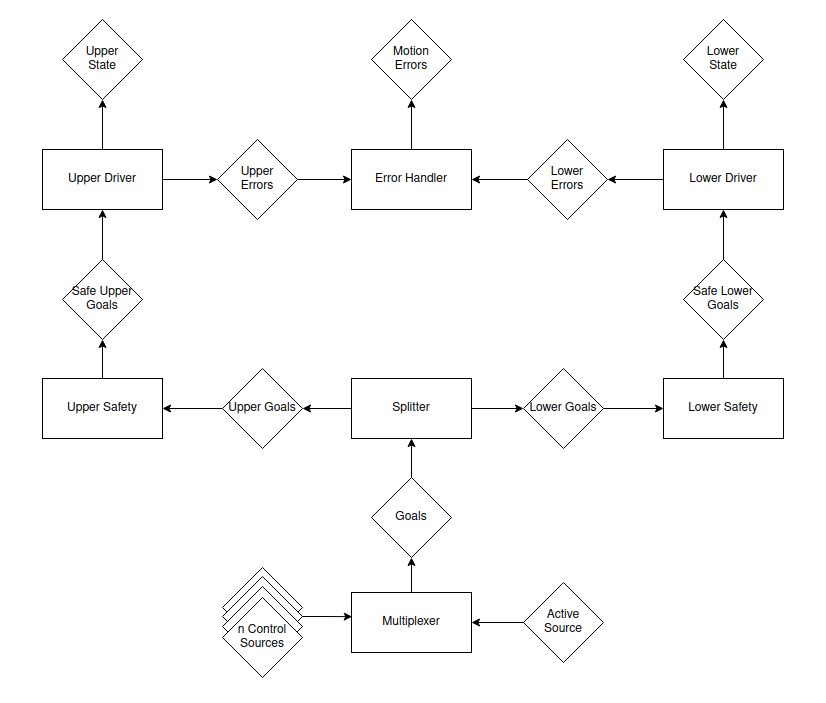 Upper
State
Motion
Errors
Lower
State
Upper Driver
Upper
Errors
Error Handler
Lower
Errors
Lower Driver
Safe Upper
Goals
Safe Lower
Goals
Upper Safety
Upper Goals
Splitter
Lower Goals
Lower Safety
Goals
n Control
Sources
Multiplexer
Active
Source